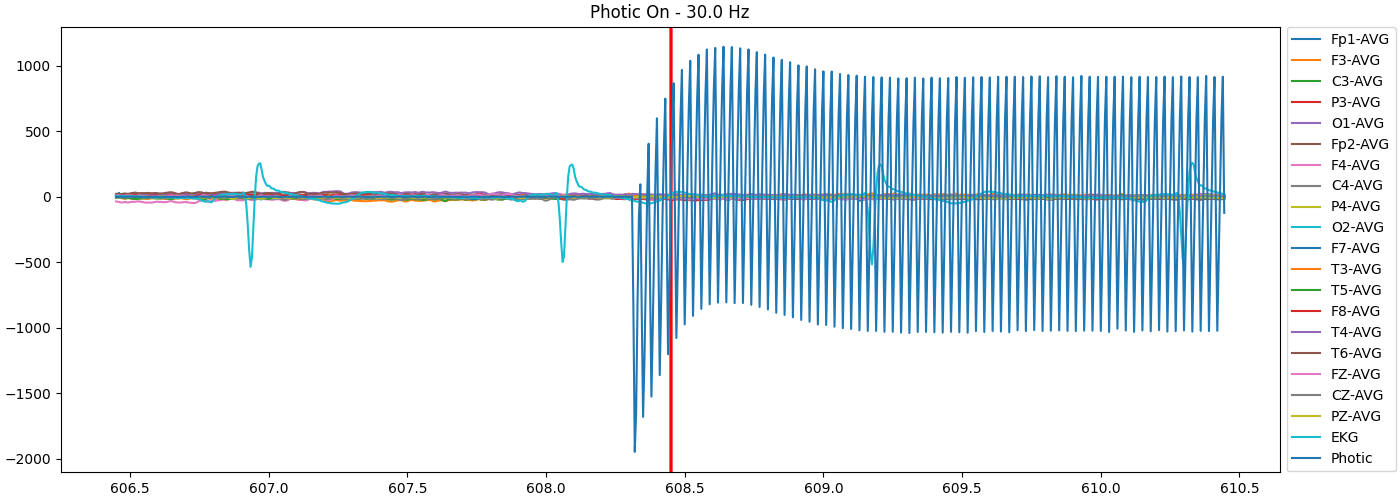 Photic On - 30.0 Hz
1000
500
0
−500
−1000
−1500
−2000
606.5
607.0
607.5
608.0
608.5
609.0
609.5
610.0
610.5
Fp1-AVG
F3-AVG
C3-AVG
P3-AVG
O1-AVG
Fp2-AVG
F4-AVG
C4-AVG
P4-AVG
O2-AVG
F7-AVG
T3-AVG
T5-AVG
F8-AVG
T4-AVG
T6-AVG
FZ-AVG
CZ-AVG
PZ-AVG
EKG
Photic